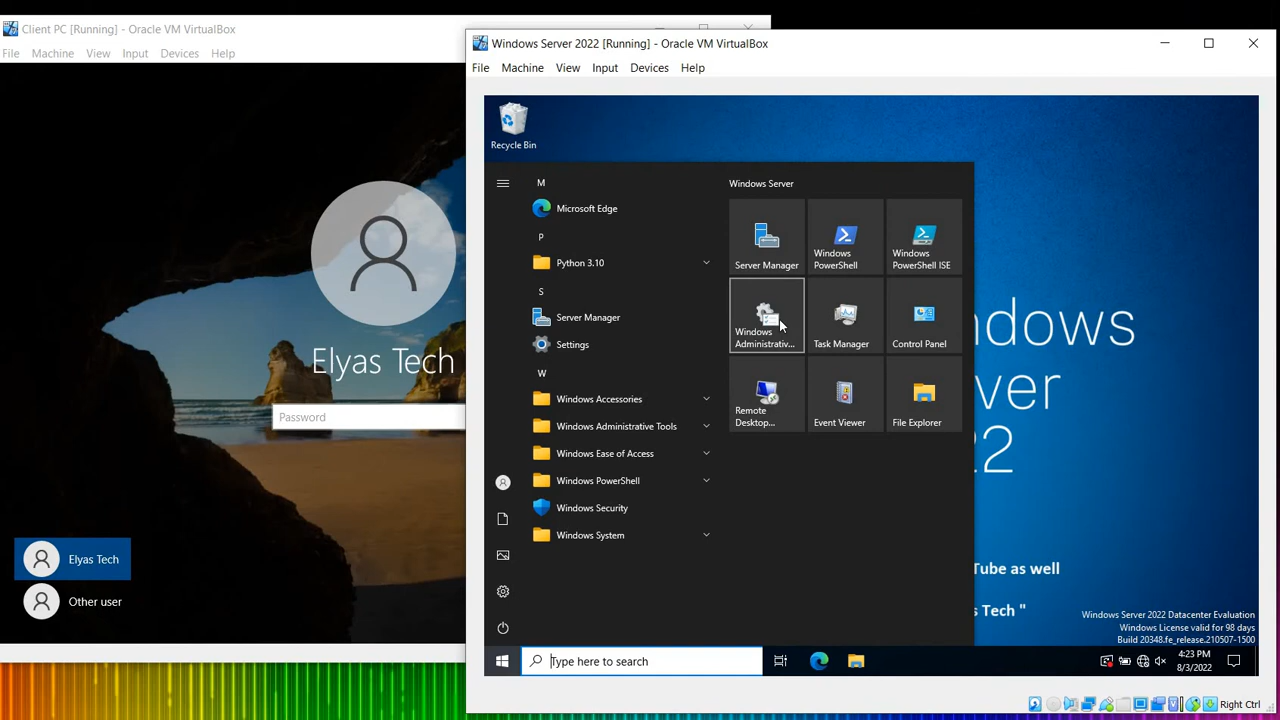 Client PC [Running] - Oracle VM VirtualBox
File Machine View Input Devices Help
Elyas Tech
Password
Elyas Tech
Other user
Windows Server 2022 [Running] - Oracle VM VirtualBox
File Machine View Input Devices Help
Recycle Bin
M
Microsoft Edge
P
Python 3.10
S
Server Manager
Settings
W
Windows Accessories
Windows Administrative Tools
Windows Ease of Access
Windows PowerShell
Windows Security
Windows System
Windows Server
Server Manager
Windows
PowerShell
Windows
PowerShell ISE
Windows
Administrativ...
Task Manager
Control Panel
Remote
Desktop...
Event Viewer
File Explorer
ndows
ver
22
Tube as well
s Tech "
Windows Server 2022 Datacenter Evaluation
Windows License valid for 98 days
Build 20348.fe_release.210507-1500
Type here to search
4:23 PM
8/3/2022
Right Ctrl